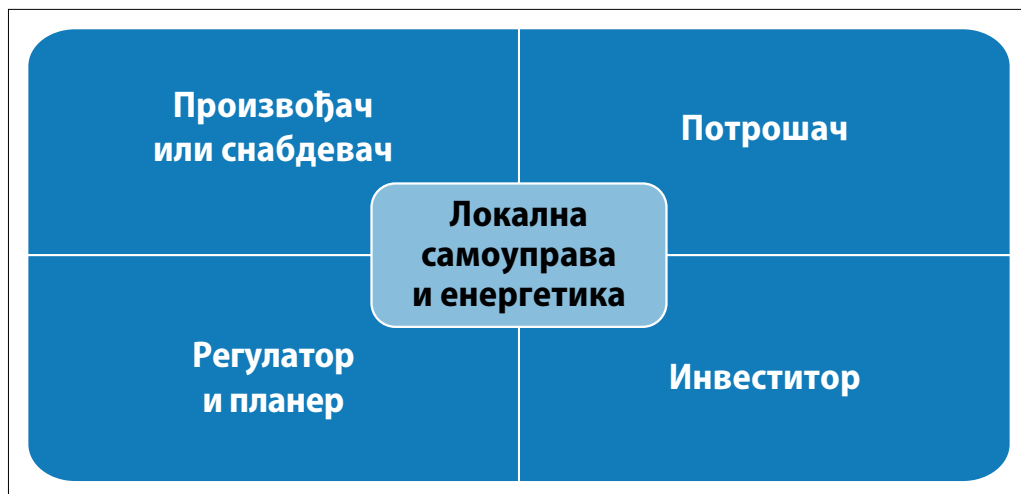 Произвођач
или снабдевач
Потрошач
Локална
самоуправа
и енергетика
Регулатор
и планер
Инвеститор